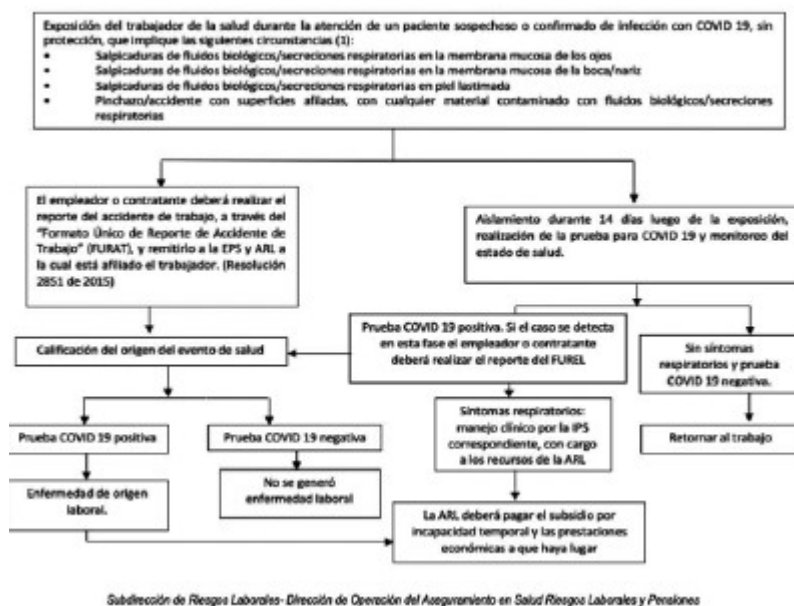 Exposición del trabajador de la salud durante la atención de un paciente sospechoso o confirmado de infección con COVID 19, sin
protección, que implique las siguientes circunstancias (1):
• Salpicaduras de fluidos biológicos/secreciones respiratorias en la membrana mucosa de los ojos
• Salpicaduras de fluidos biológicos/secreciones respiratorias en la membrana mucosa de la boca/nariz
• Salpicaduras de fluidos biológicos/secreciones respiratorias en piel lastimada
• Pinchazo/accidente con superficies afiladas, con cualquier material contaminado con fluidos biológicos/secreciones
respiratorias
El empleador o contratante deberá realizar el
reporte del accidente de trabajo, a través del
"Formato Único de Reporte de Accidente de
Trabajo" (FURAT), y remitirlo a la EPS y ARL a
la cual está afiliado el trabajador. (Resolución
2851 de 2015)
Aislamiento durante 14 días luego de la exposición,
realización de la prueba para COVID 19 y monitoreo del
estado de salud.
Calificación del origen del evento de salud
Prueba COVID 19 positiva. Si el caso se detecta
en esta fase el empleador o contratante
deberá realizar el reporte del FUREL
Sin síntomas
respiratorios y prueba
COVID 19 negativa.
Prueba COVID 19 positiva
Prueba COVID 19 negativa
Síntomas respiratorios:
manejo clínico por la IPS
correspondiente, con cargo
a los recursos de la ARL
Retornar al trabajo
Enfermedad de origen
laboral.
No se generó
enfermedad laboral
La ARL deberá pagar el subsidio por
incapacidad temporal y las prestaciones
económicas a que haya lugar
Subdirección de Riesgos Laborales- Dirección de Operación del Aseguramiento en Salud Riesgos Laborales y Pensiones